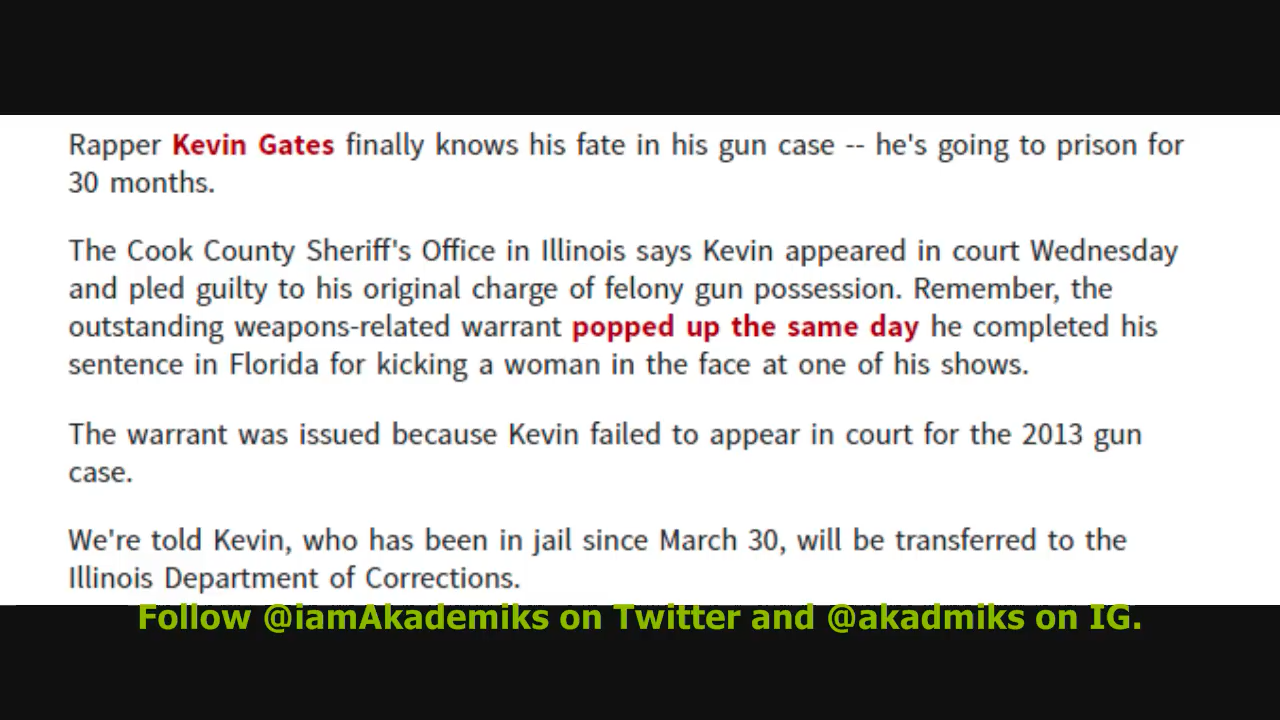 Rapper Kevin Gates finally knows his fate in his gun case -- he's going to prison for
30 months.
The Cook County Sheriff's Office in Illinois says Kevin appeared in court Wednesday
and pled guilty to his original charge of felony gun possession. Remember, the
outstanding weapons-related warrant popped up the same day he completed his
sentence in Florida for kicking a woman in the face at one of his shows.
The warrant was issued because Kevin failed to appear in court for the 2013 gun
case.
We're told Kevin, who has been in jail since March 30, will be transferred to the
Illinois Department of Corrections.
Follow @iamAkademiks on Twitter and @akadmiks on IG.